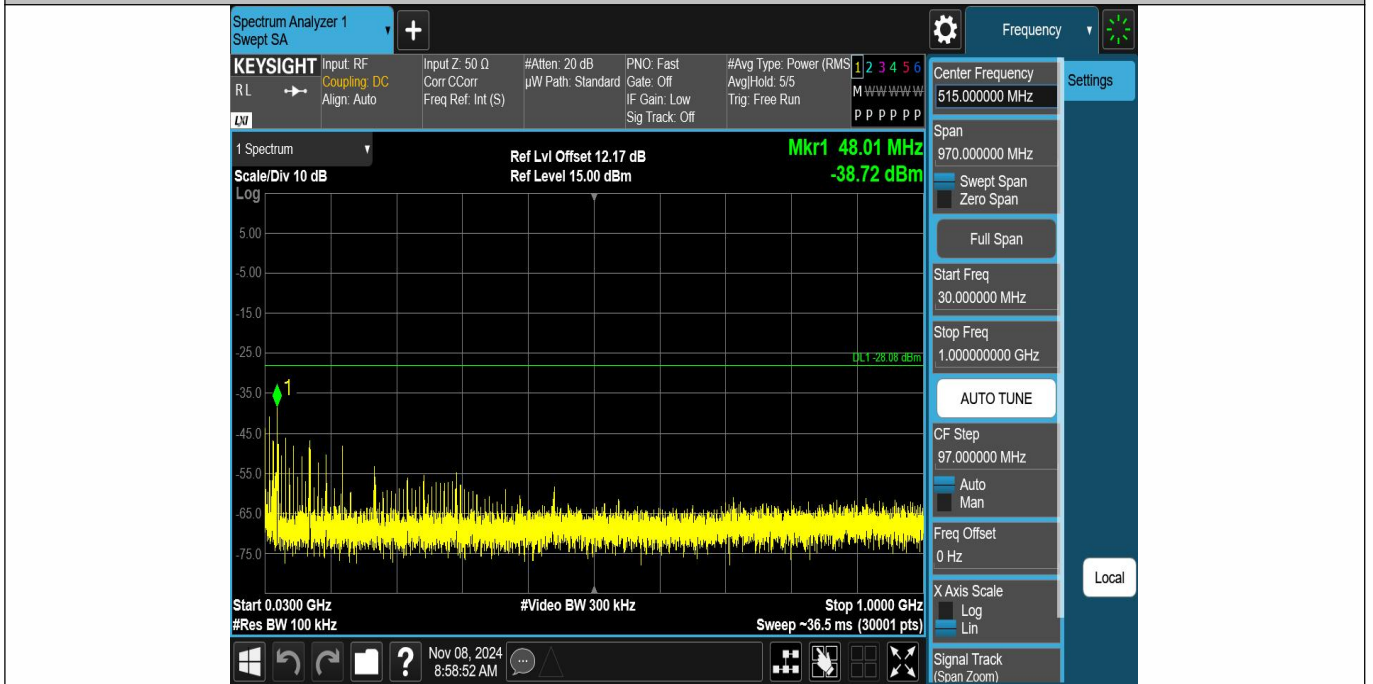 Spectrum Analyzer 1
Swept SA
+
Frequency
KEYSIGHT
RL
LXI
Input: RF
Coupling: DC
Align: Auto
Input Z: 50 Ω
Corr CCorr
Freq Ref: Int (S)
#Atten: 20 dB
µW Path: Standard
PNO: Fast
Gate: Off
IF Gain: Low
Sig Track: Off
#Avg Type: Power (RMS
Avg|Hold: 5/5
Trig: Free Run
1 2 3 4 5 6
M W W W W W
P P P P P P
Center Frequency
515.000000 MHz
Settings
1 Spectrum
Scale/Div 10 dB
Log
Ref Lvl Offset 12.17 dB
Ref Level 15.00 dBm
Mkr1 48.01 MHz
-38.72 dBm
Span
970.000000 MHz
Swept Span
Zero Span
Full Span
Start Freq
30.000000 MHz
Stop Freq
1.000000000 GHz
AUTO TUNE
CF Step
97.000000 MHz
Auto
Man
Freq Offset
0 Hz
X Axis Scale
Log
Lin
Signal Track
(Span Zoom)
Local
5.00
-5.00
-15.0
-25.0
DL1 -28.08 dBm
-35.0
1
-45.0
-55.0
-65.0
-75.0
Start 0.0300 GHz
#Res BW 100 kHz
#Video BW 300 kHz
Stop 1.0000 GHz
Sweep ~36.5 ms (30001 pts)
?
Nov 08, 2024
8:58:52 AM